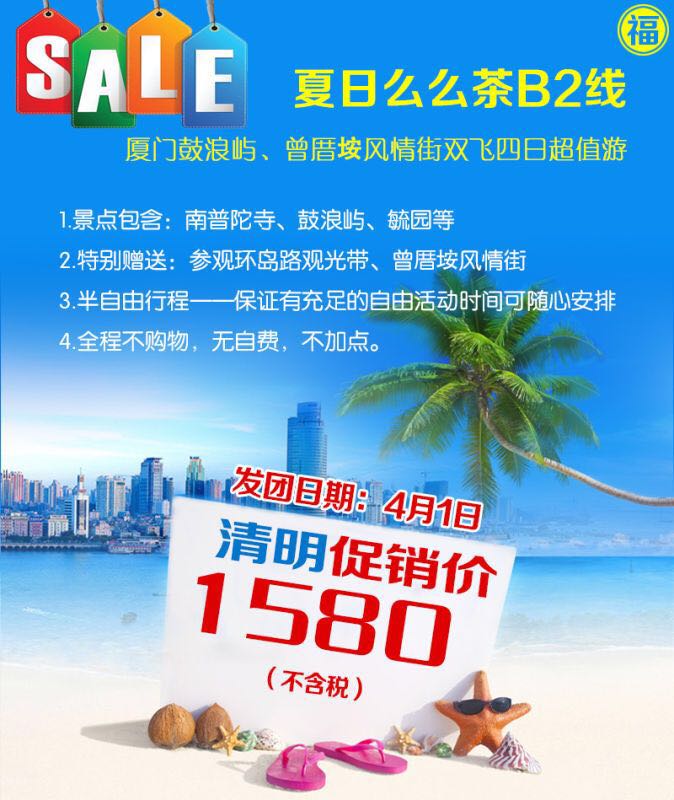 SALE
福
夏日么么茶B2线
厦门鼓浪屿、曾厝垵风情街双飞四日超值游
1.景点包含：南普陀寺、鼓浪屿、毓园等
2.特别赠送：参观环岛路观光带、曾厝垵风情街
3.半自由行程——保证有充足的自由活动时间可随心安排
4.全程不购物，无自费，不加点。
发团日期：4月1日
清明促销价
1580
（不含税）